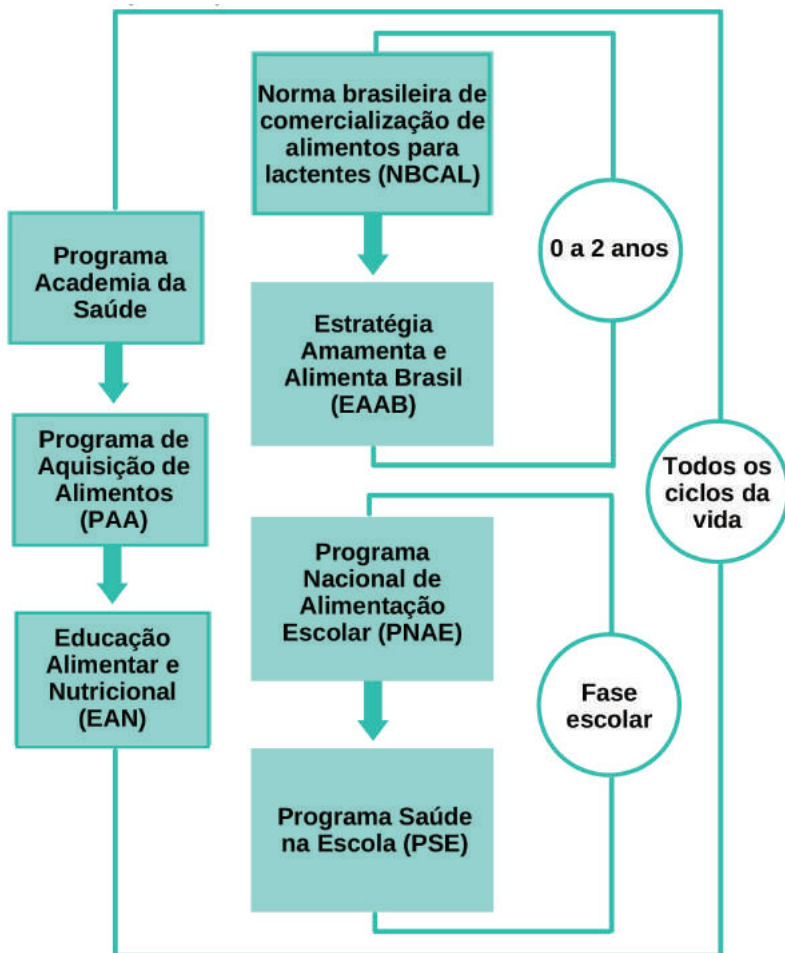 Norma brasileira de
comercialização de
alimentos para
lactentes (NBCAL)
0 a 2 anos
Estratégia
Amamenta e
Alimenta Brasil
(EAAB)
Programa
Academia da
Saúde
Programa de
Aquisição de
Alimentos
(PAA)
Educação
Alimentar e
Nutricional
(EAN)
Todos os
ciclos da
vida
Programa
Nacional de
Alimentação
Escolar (PNAE)
Fase
escolar
Programa Saúde
na Escola (PSE)